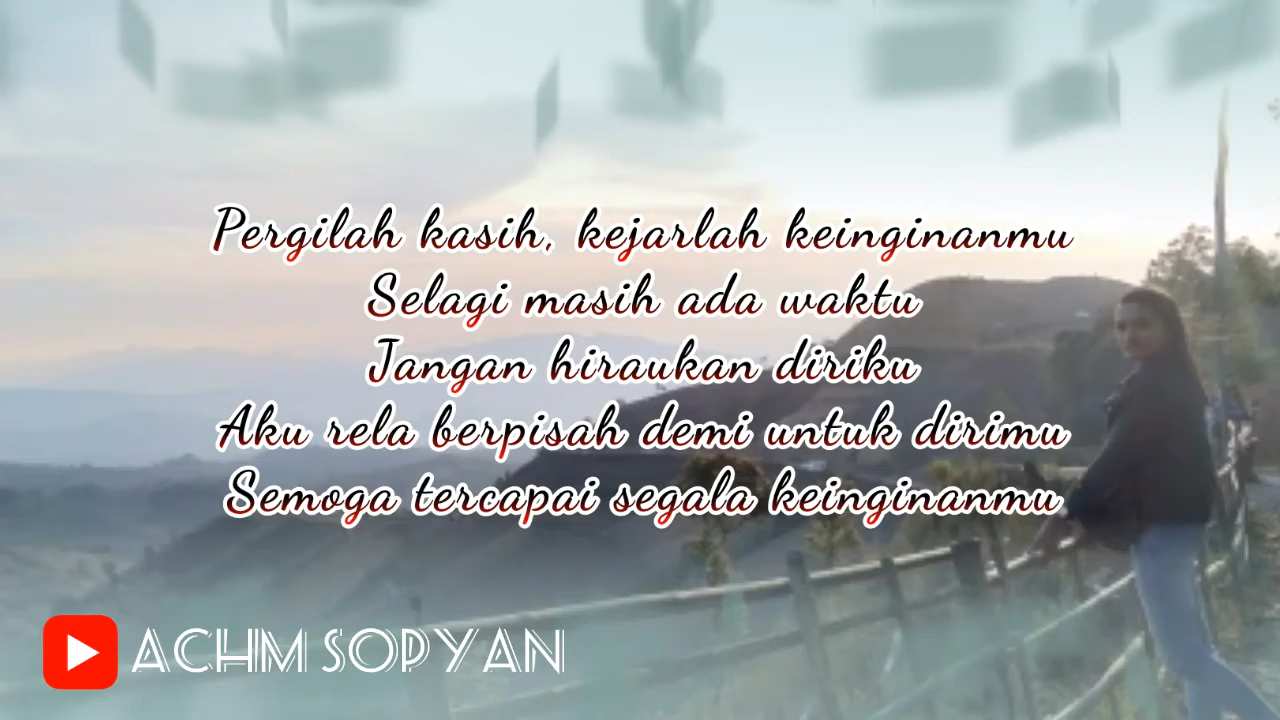 Pergilah kasih, kejarlah keinginanmu
Selagi masih ada waktu
Jangan hiraukan diriku
Aku rela berpisah demi untuk dirimu
Semoga tercapai segala keinginanmu
ACHM SOPYAN